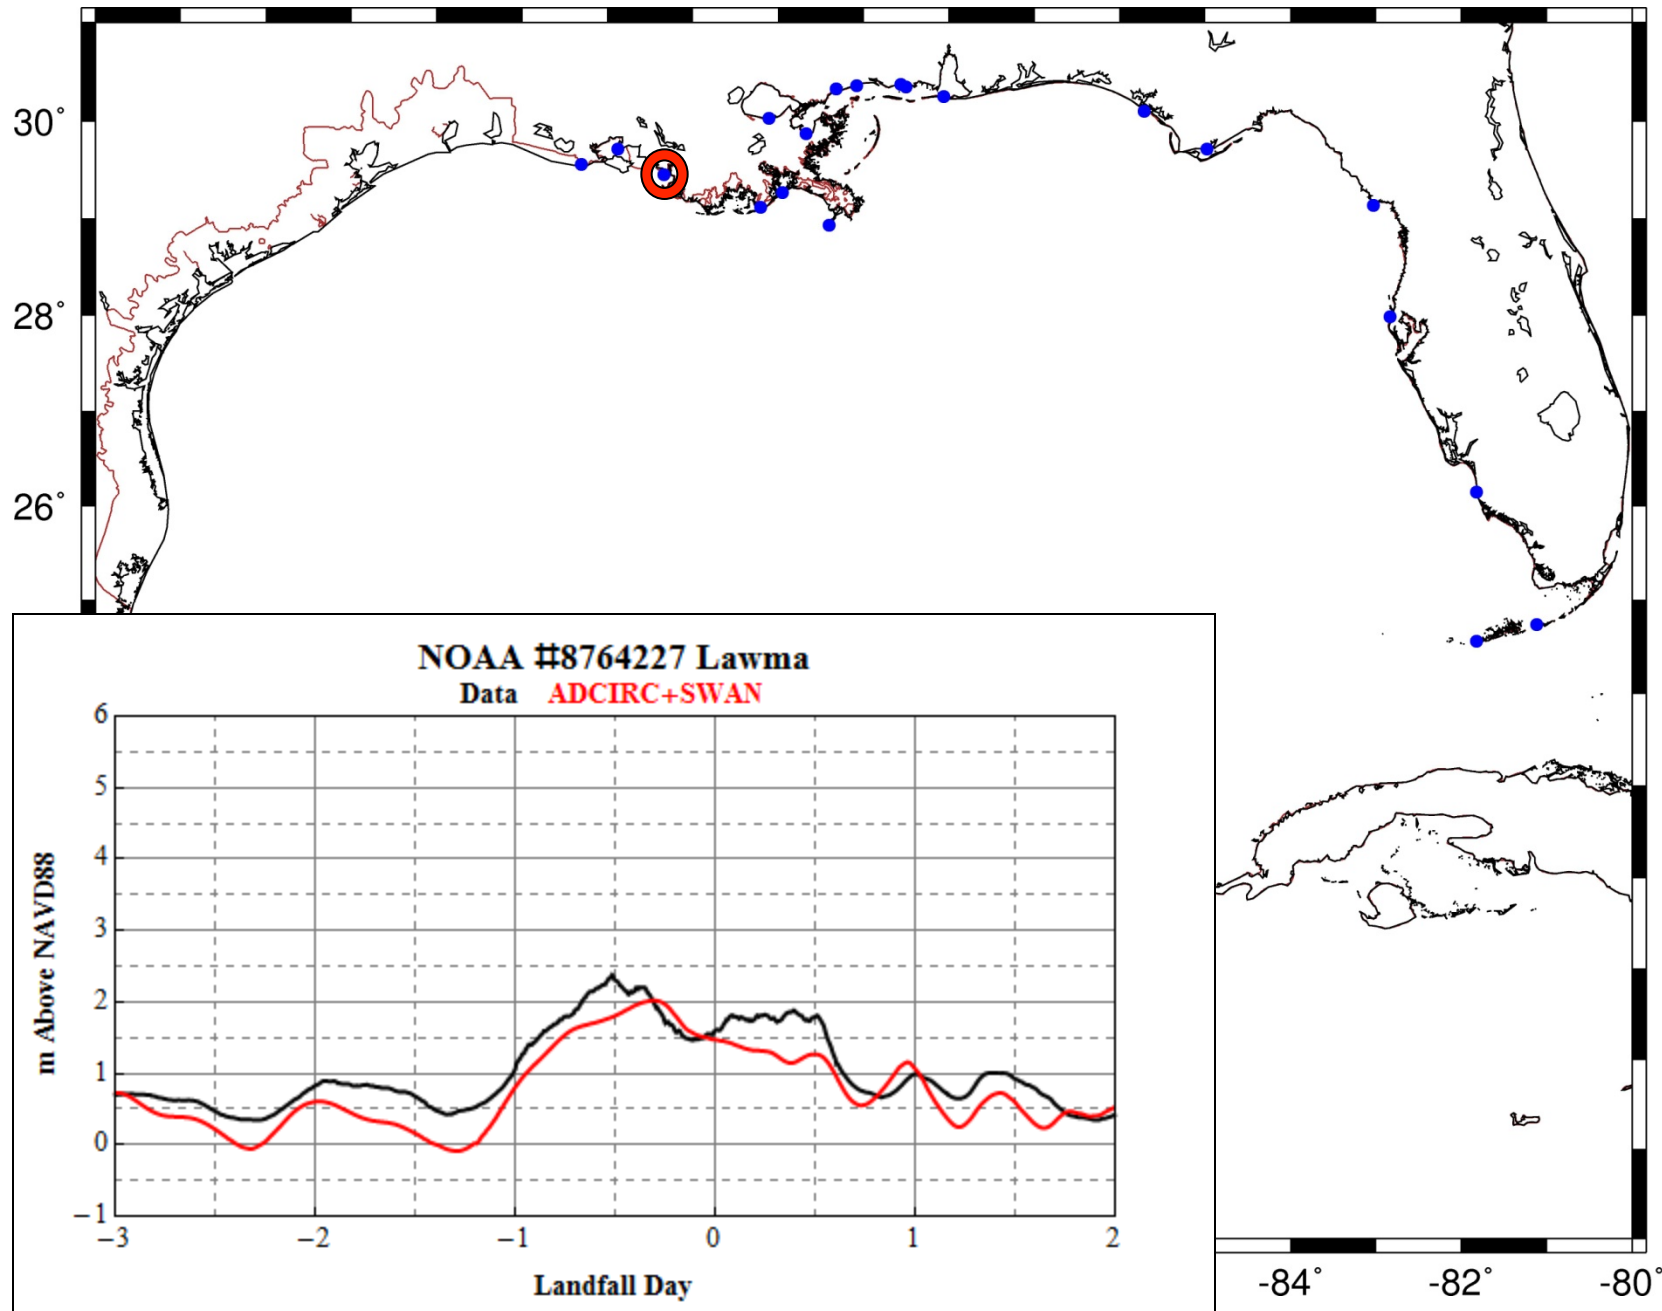 30°
28°
26°
NOAA #8764227 Lawma
Data ADCIRC+SWAN
6
5
4
3
2
1
0
−1
m Above NAVD88
−3 −2 −1 0 1 2
Landfall Day
-84° -82° -80°